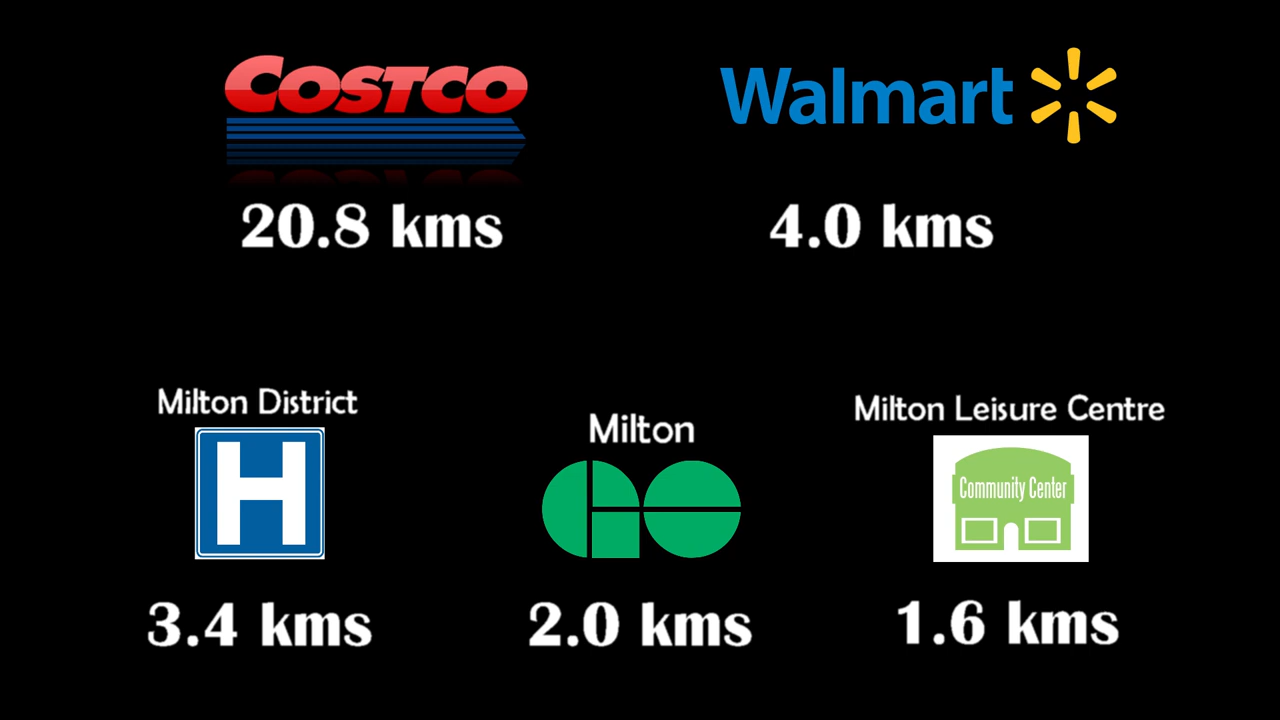 COSTCO
Walmart
20.8 kms
4.0 kms
Milton District
Milton
Milton Leisure Centre
H
GO
Community Center
3.4 kms
2.0 kms
1.6 kms